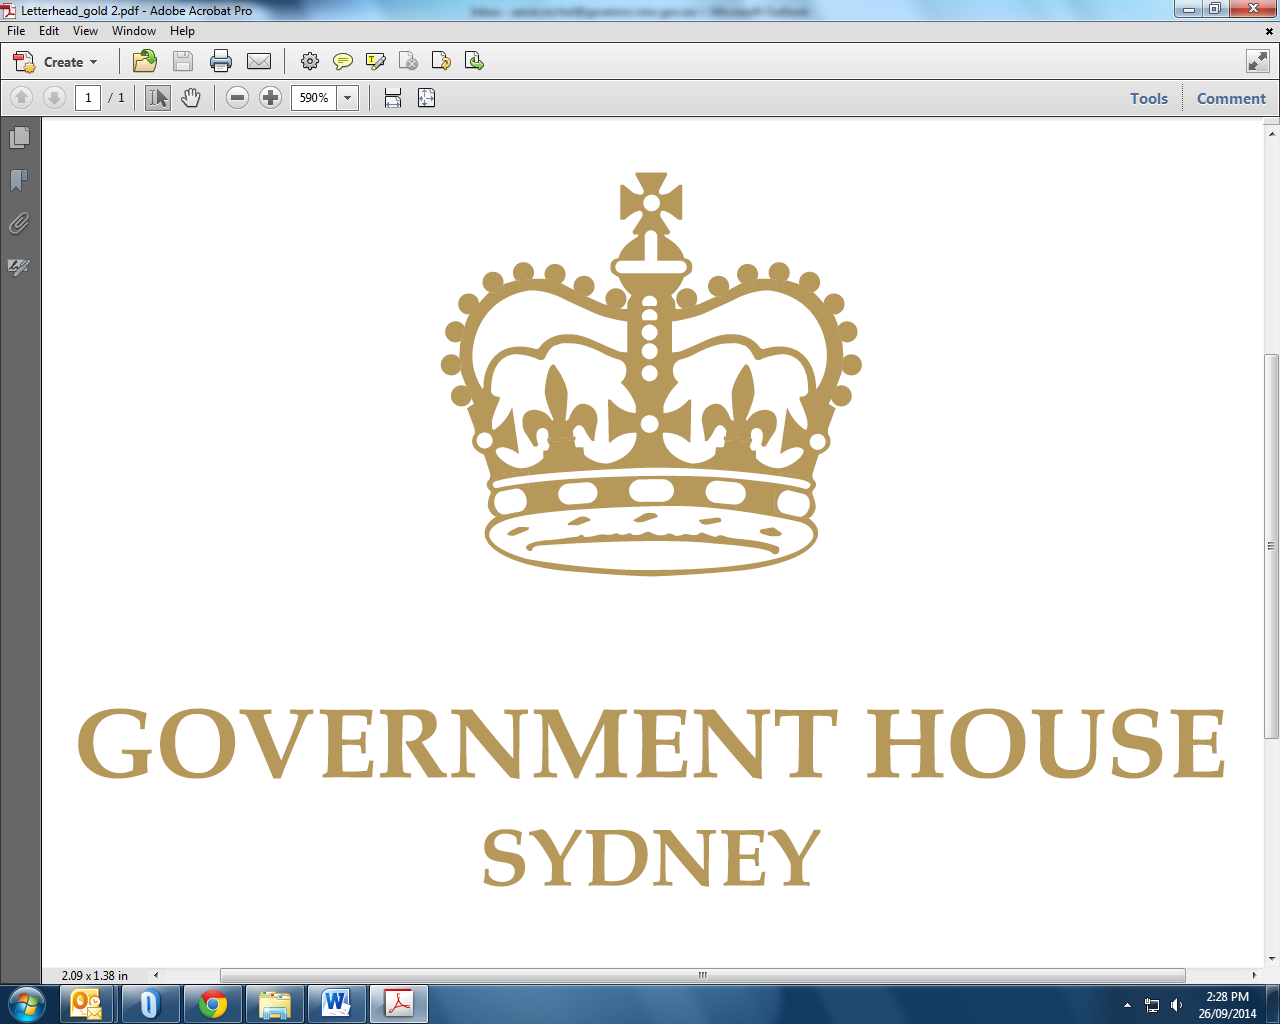 Letterhead_gold 2.pdf - Adobe Acrobat Pro
File Edit View Window Help
Create
1 / 1 590% Tools Comment
GOVERNMENT HOUSE
SYDNEY
2.09 x 1.38 in
2:28 PM
26/09/2014